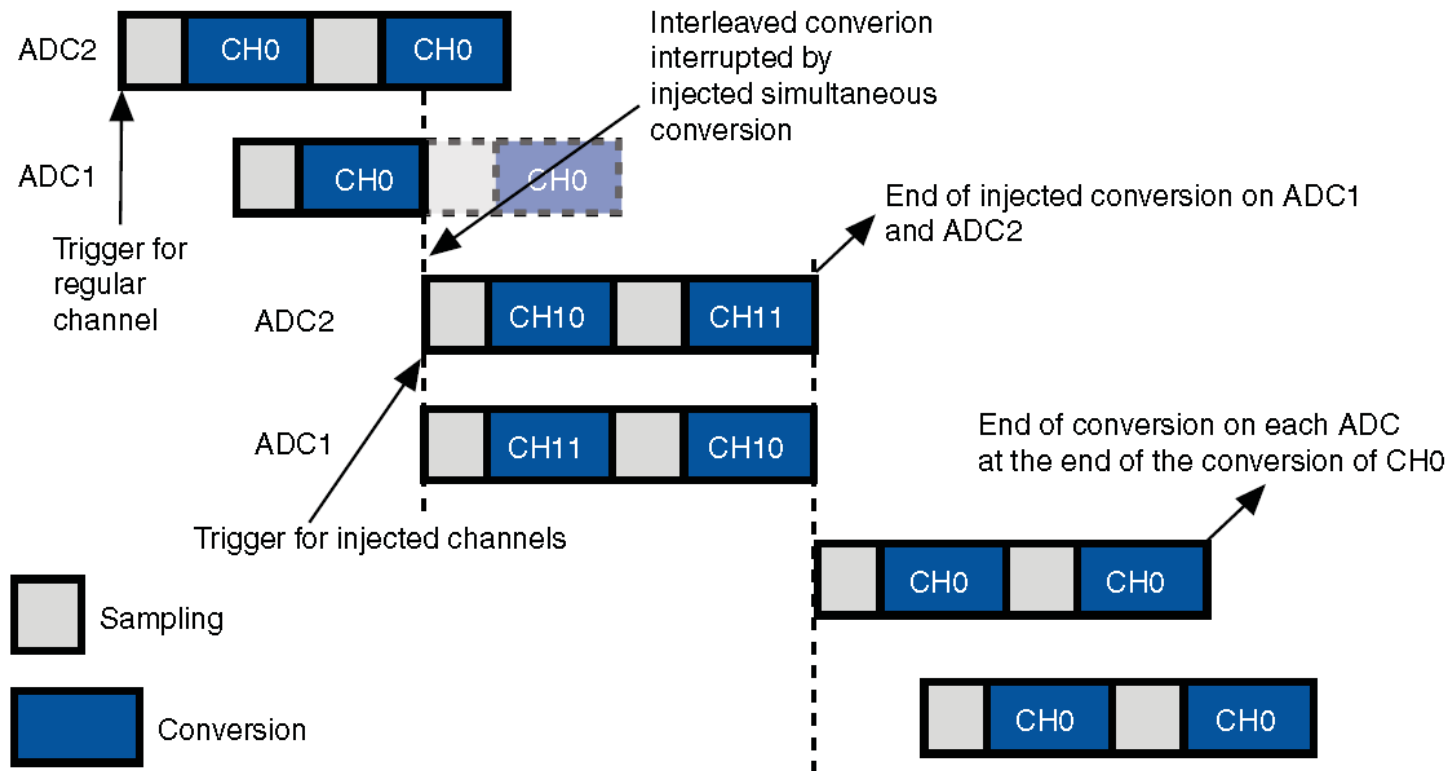 ADC2
CH0
CH0
Interleaved converion
interrupted by
injected simultaneous
conversion
ADC1
CH0
CH0
Trigger for
regular
channel
End of injected conversion on ADC1
and ADC2
ADC2
CH10
CH11
ADC1
CH11
CH10
Trigger for injected channels
End of conversion on each ADC
at the end of the conversion of CH0
CH0
CH0
Sampling
CH0
CH0
Conversion